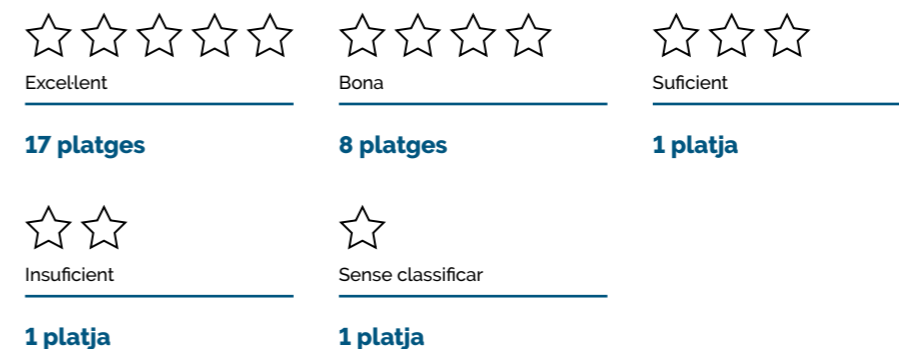 Excel·lent
Bona
Suficient
17 platges
8 platges
1 platja
Insuficient
Sense classificar
1 platja
1 platja